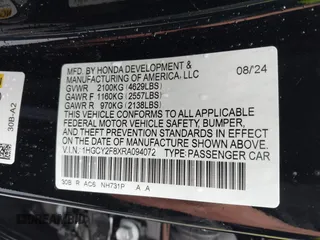 MFD. BY HONDA DEVELOPMENT &
MANUFACTURING OF AMERICA, LLC
08/24
GVWR 2100KG (4629LBS)
GAWR F 1160KG (2557LBS)
GAWR R 970KG (2138LBS)
THIS VEHICLE CONFORMS TO ALL APPLICABLE
FEDERAL MOTOR VEHICLE SAFETY, BUMPER,
AND THEFT PREVENTION STANDARDS IN
EFFECT ON THE DATE OF MANUFACTURE
SHOWN ABOVE.
V.I.N.: 1HGCY2F8XRA094072 TYPE: PASSENGER CAR
30B R AC6 NH731P A A
30B-A2